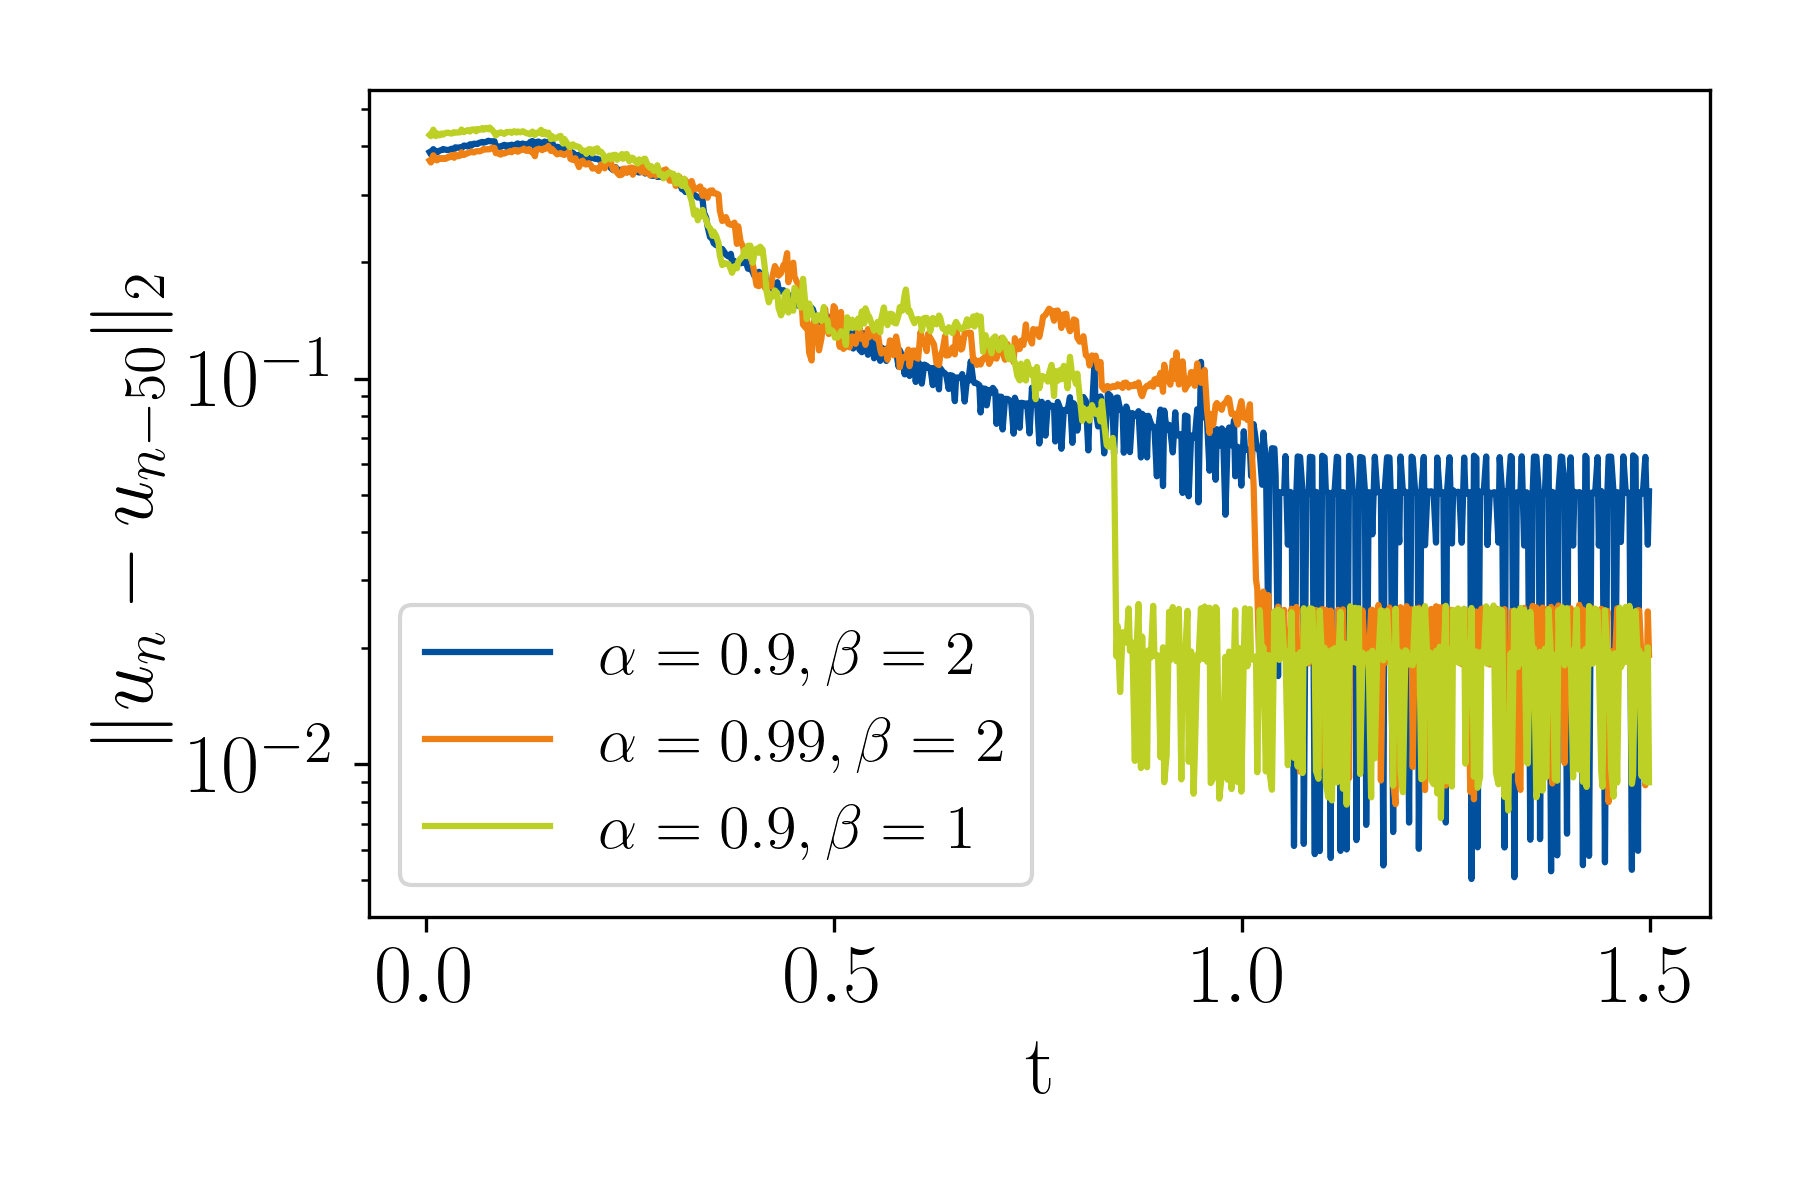 ‖u_n − u_{n−50}‖2
10^{−1}
10^{−2}
α = 0.9, β = 2
α = 0.99, β = 2
α = 0.9, β = 1
0.0 0.5 1.0 1.5
t